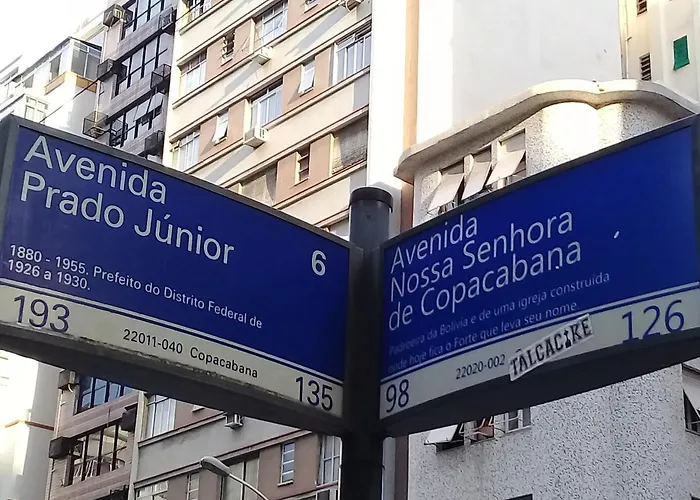 Avenida
Prado Júnior
6
1880 - 1955. Prefeito do Distrito Federal de
1926 a 1930.
193
22011-040 Copacabana
135
Avenida
Nossa Senhora
de Copacabana
Padroeira da Bolívia e de uma igreja construída
onde hoje fica o Forte que leva seu nome.
98
22020-002
TALCACIKE
126